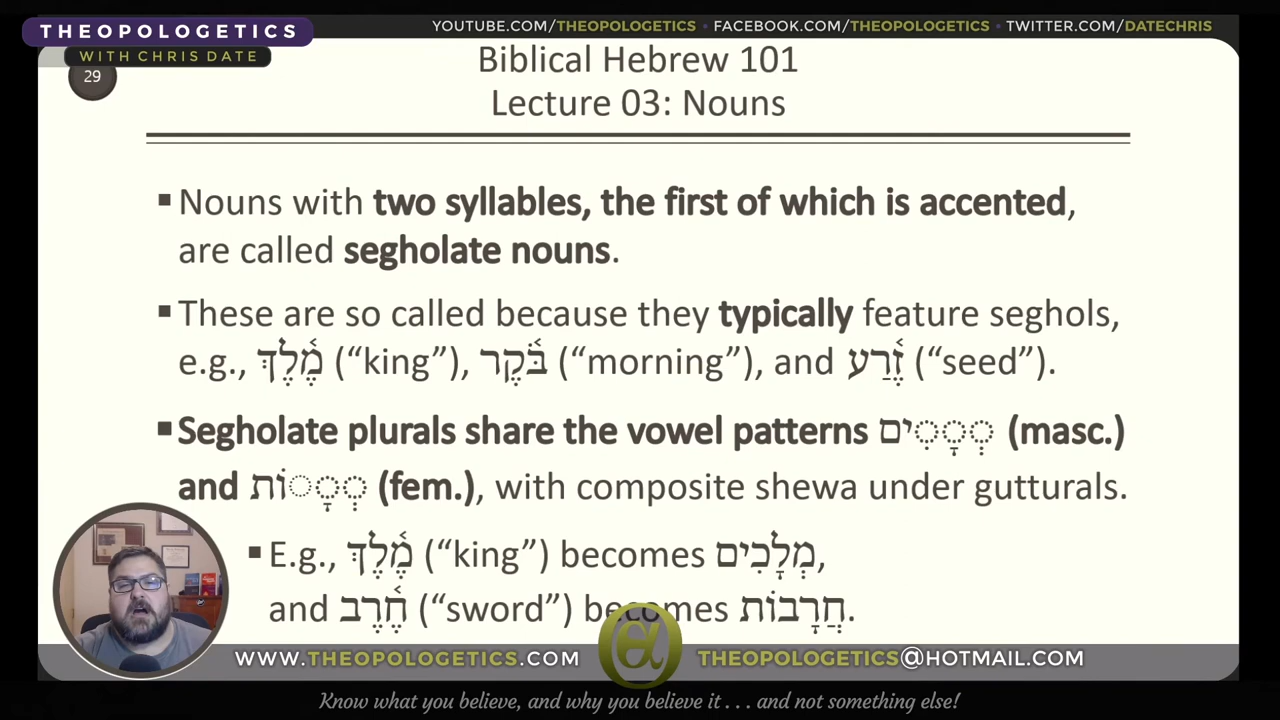 THEOPOLOGETICS
WITH CHRIS DATE
YOUTUBE.COM/THEOPOLOGETICS • FACEBOOK.COM/THEOPOLOGETICS • TWITTER.COM/DATECHRIS
29
Biblical Hebrew 101
Lecture 03: Nouns
▪ Nouns with two syllables, the first of which is accented,
are called segholate nouns.
▪ These are so called because they typically feature seghols,
e.g., מֶ֫לֶךְ (“king”), בֹּ֫קֶר (“morning”), and זֶ֫רַע (“seed”).
▪ Segholate plurals share the vowel patterns ◌ְ◌ָ◌ִים (masc.)
and ◌ְ◌ָ◌וֹת (fem.), with composite shewa under gutturals.
▪ E.g., מֶ֫לֶךְ (“king”) becomes מְלָכִים,
and חֶ֫רֶב (“sword”) becomes חֲרָבוֹת.
WWW.THEOPOLOGETICS.COM
THEOPOLOGETICS@HOTMAIL.COM
Know what you believe, and why you believe it . . . and not something else!